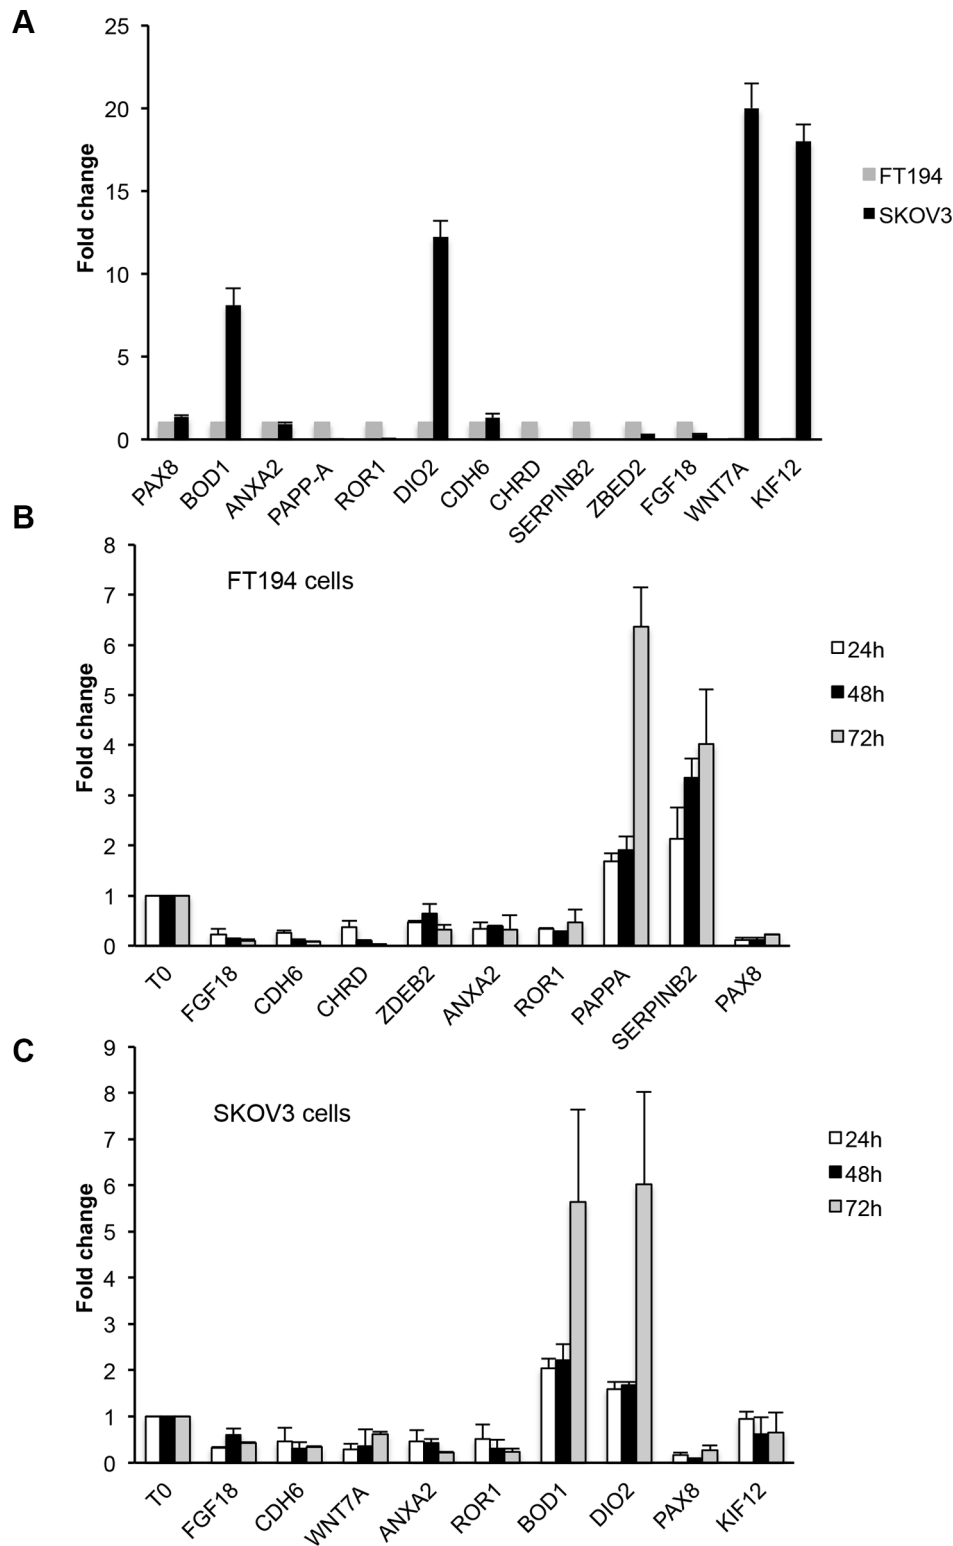 A
25
20
15
10
5
0
Fold change
FT194
SKOV3
PAX8 BOD1 ANXA2 PAPP-A ROR1 DIO2 CDH6 CHRD SERPINB2 ZBED2 FGF18 WNT7A KIF12
B
8
7
6
5
4
3
2
1
0
Fold change
FT194 cells
24h
48h
72h
T0 FGF18 CDH6 CHRD ZDEB2 ANXA2 ROR1 PAPPA SERPINB2 PAX8
C
9
8
7
6
5
4
3
2
1
0
Fold change
SKOV3 cells
24h
48h
72h
T0 FGF18 CDH6 WNT7A ANXA2 ROR1 BOD1 DIO2 PAX8 KIF12